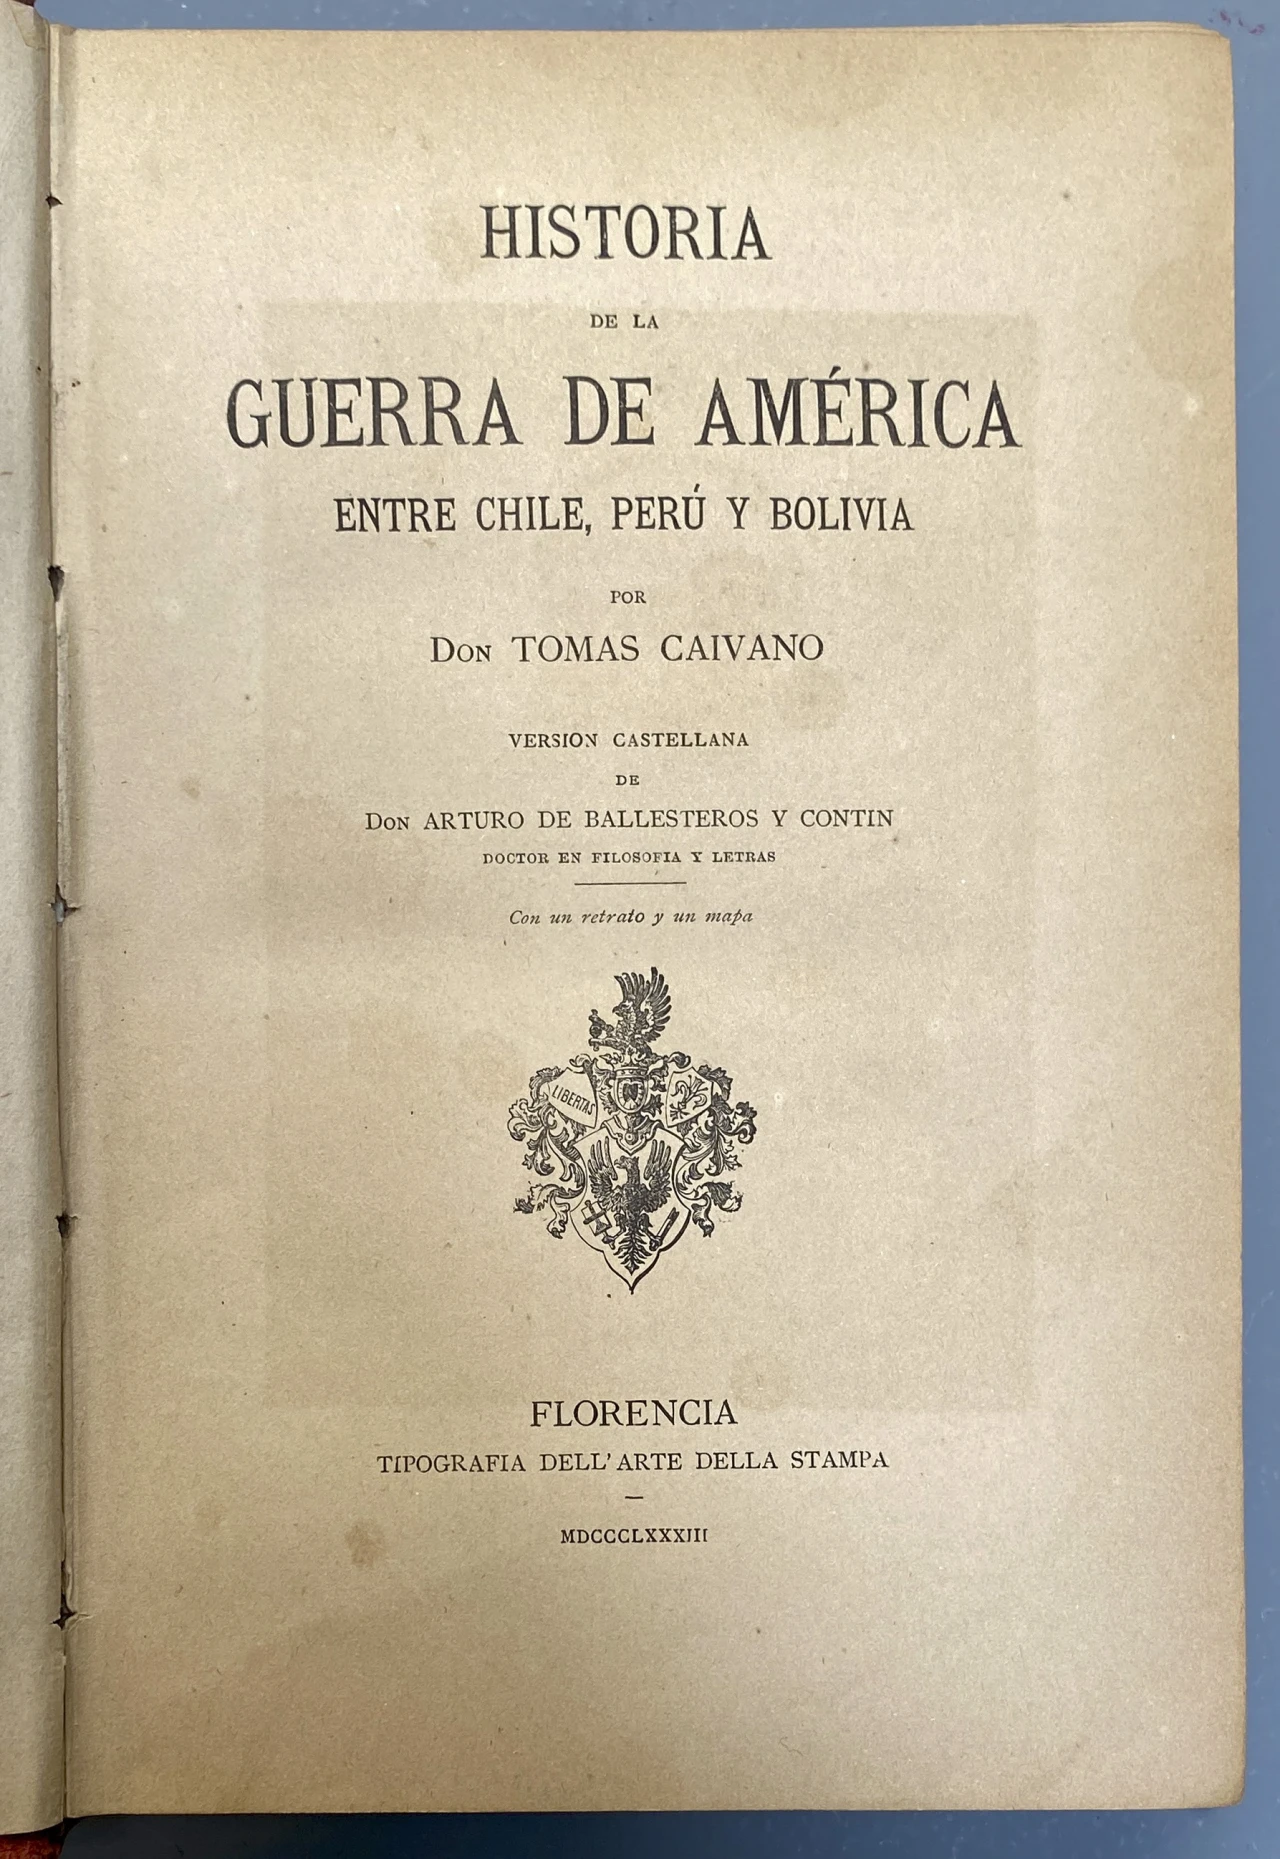 HISTORIA
DE LA
GUERRA DE AMÉRICA
ENTRE CHILE, PERÚ Y BOLIVIA
POR
DON TOMAS CAIVANO
VERSION CASTELLANA
DE
DON ARTURO DE BALLESTEROS Y CONTIN
DOCTOR EN FILOSOFIA Y LETRAS
Con un retrato y un mapa
LIBERTAS
FLORENCIA
TIPOGRAFIA DELL'ARTE DELLA STAMPA
MDCCCLXXXIII